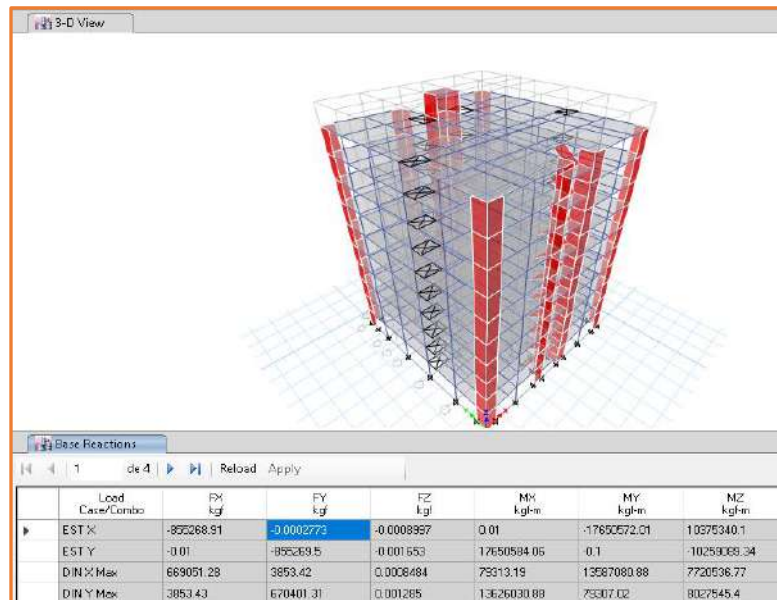 3-D View
Base Reactions
1 de 4 Reload Apply
Load Case/Combo FX kgf FY kgf FZ kgf MX kgf-m MY kgf-m MZ kgf-m
EST X -855268.91 -0.0002773 -0.0008997 0.01 -17650572.01 10375340.1
EST Y -0.01 -855269.5 -0.001653 17650584.06 -0.1 -10259089.34
DIN X Max 669051.28 3853.42 0.0008484 79313.19 13587080.88 7720536.77
DIN Y Max 3853.43 670401.31 0.001285 13626030.88 79307.02 8027545.4